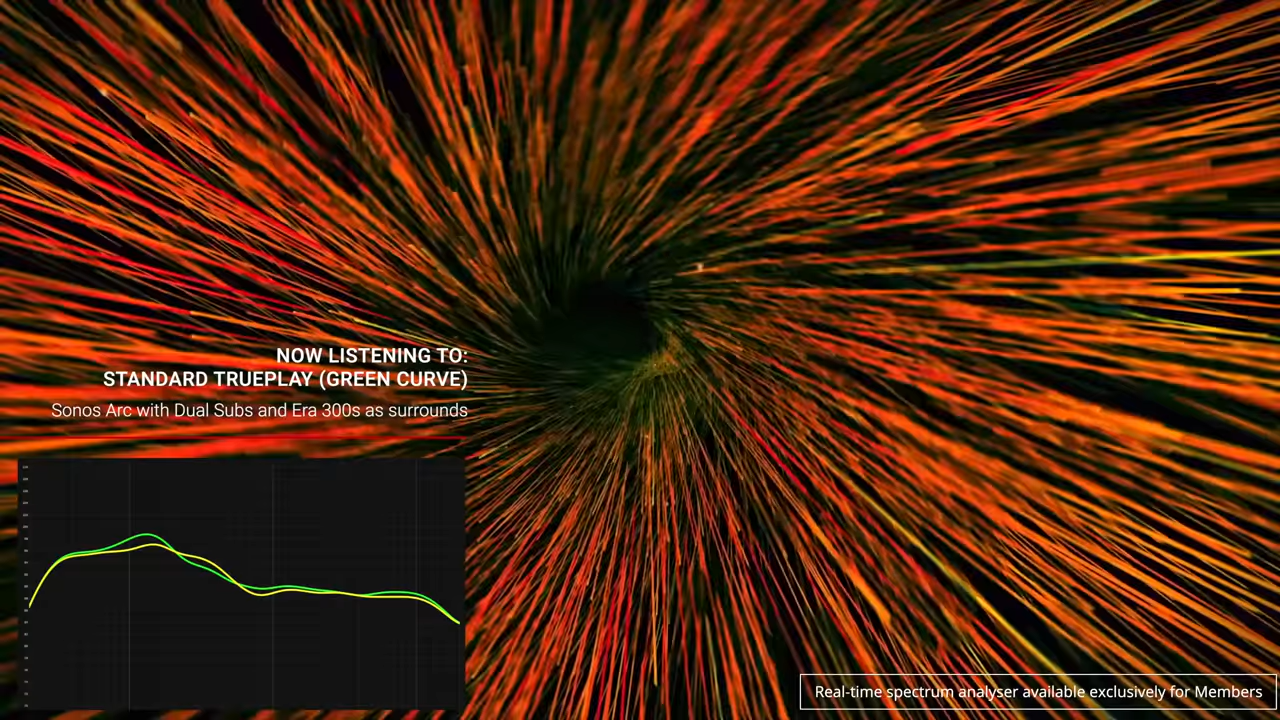 NOW LISTENING TO:
STANDARD TRUEPLAY (GREEN CURVE)
Sonos Arc with Dual Subs and Era 300s as surrounds
Real-time spectrum analyser available exclusively for Members